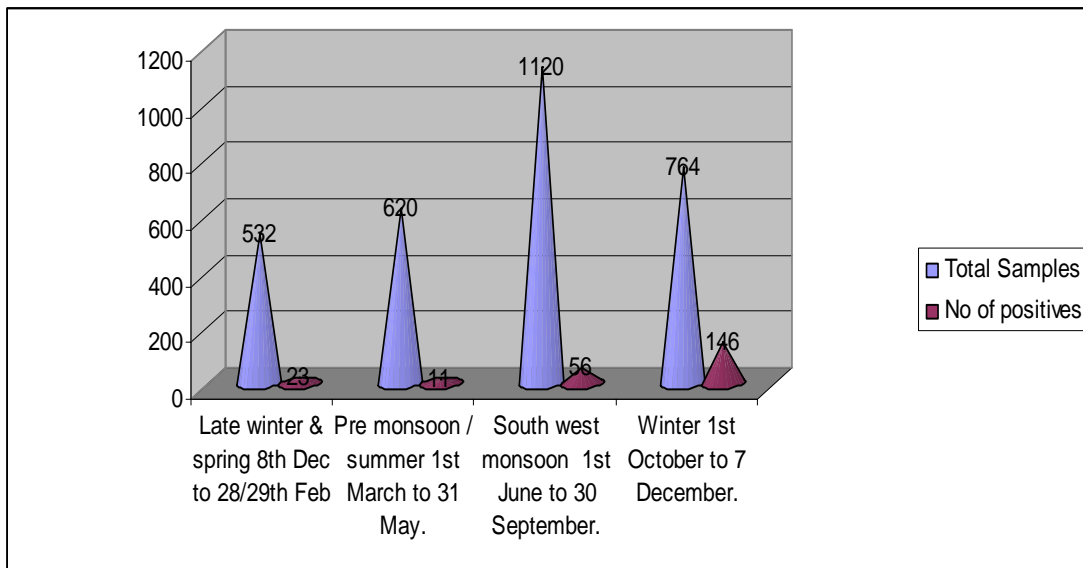 1200
1000
800
600
400
200
0
532
23
620
11
1120
56
764
146
Late winter &
spring 8th Dec
to 28/29th Feb
Pre monsoon /
summer 1st
March to 31
May.
South west
monsoon 1st
June to 30
September.
Winter 1st
October to 7
December.
Total Samples
No of positives